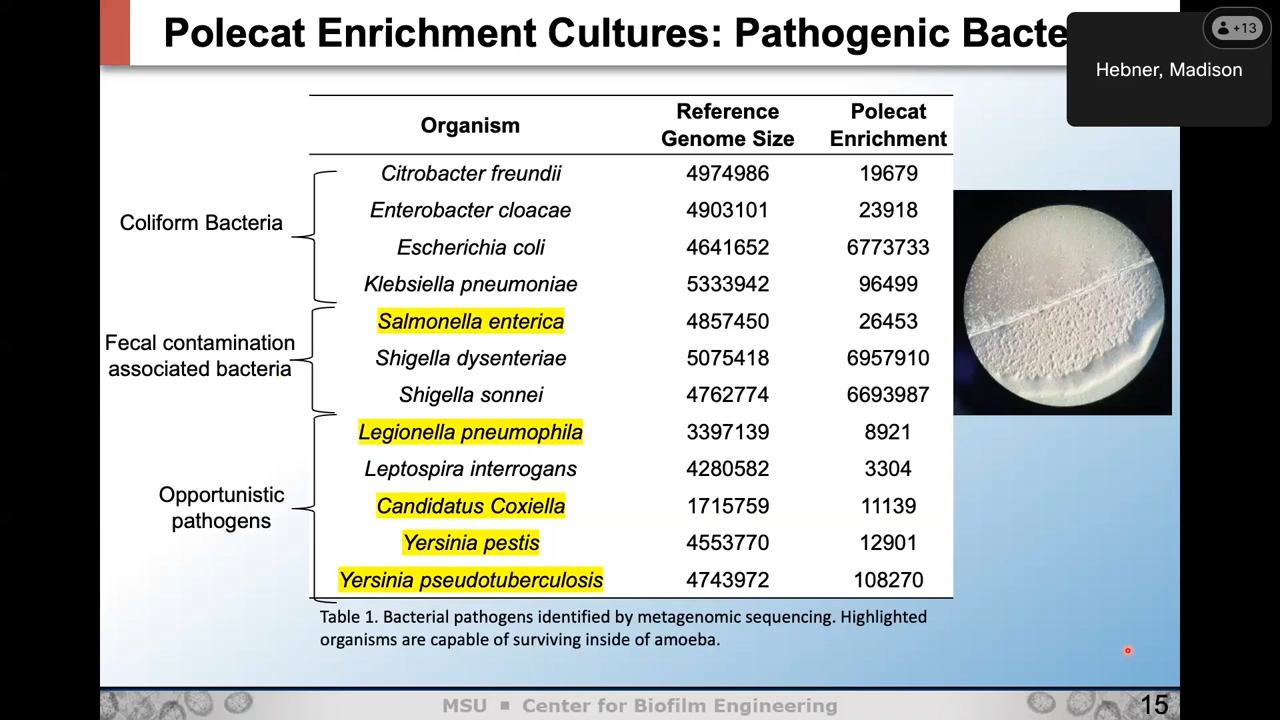 Polecat Enrichment Cultures: Pathogenic Bacte
+13
Hebner, Madison
Organism Reference Genome Size Polecat Enrichment
Coliform Bacteria
Citrobacter freundii 4974986 19679
Enterobacter cloacae 4903101 23918
Escherichia coli 4641652 6773733
Klebsiella pneumoniae 5333942 96499
Fecal contamination
associated bacteria
Salmonella enterica 4857450 26453
Shigella dysenteriae 5075418 6957910
Shigella sonnei 4762774 6693987
Opportunistic
pathogens
Legionella pneumophila 3397139 8921
Leptospira interrogans 4280582 3304
Candidatus Coxiella 1715759 11139
Yersinia pestis 4553770 12901
Yersinia pseudotuberculosis 4743972 108270
Table 1. Bacterial pathogens identified by metagenomic sequencing. Highlighted
organisms are capable of surviving inside of amoeba.
MSU ▪ Center for Biofilm Engineering
15